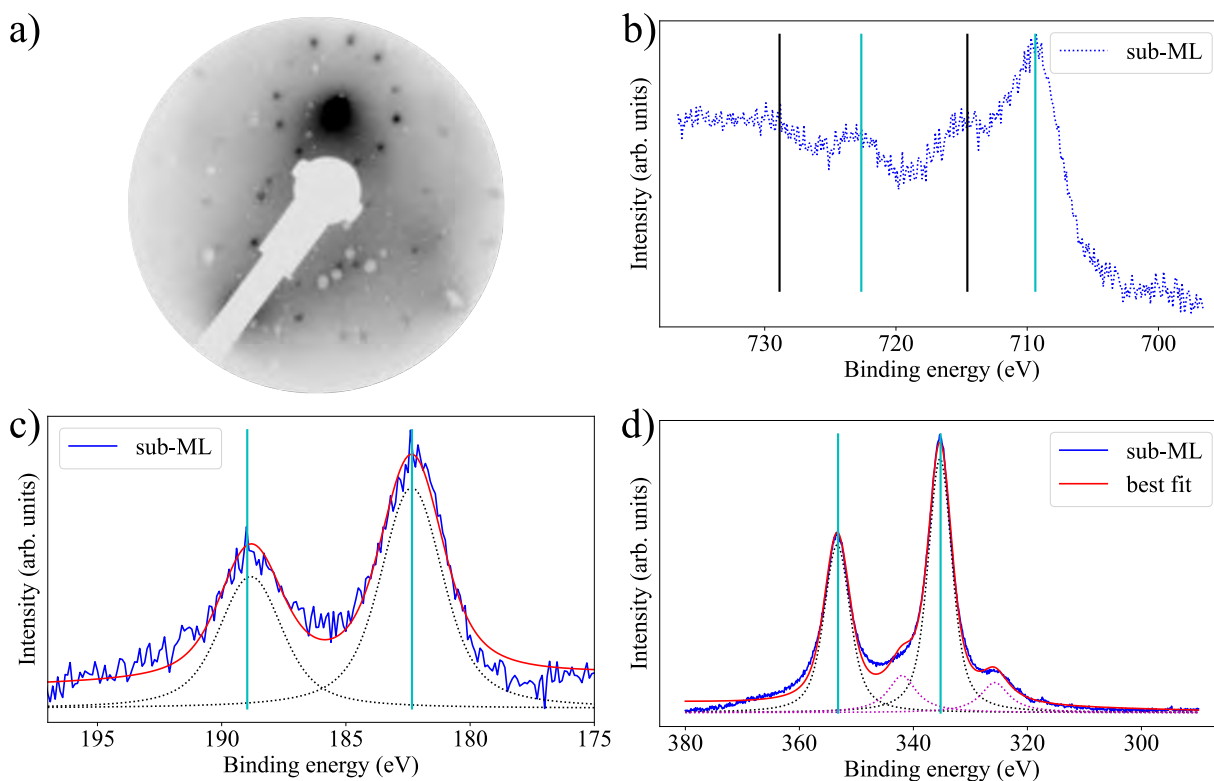 a)
b)
sub-ML
Intensity (arb. units)
730
720
710
700
Binding energy (eV)
c)
sub-ML
Intensity (arb. units)
195
190
185
180
175
Binding energy (eV)
d)
sub-ML
best fit
Intensity (arb. units)
380
360
340
320
300
Binding energy (eV)